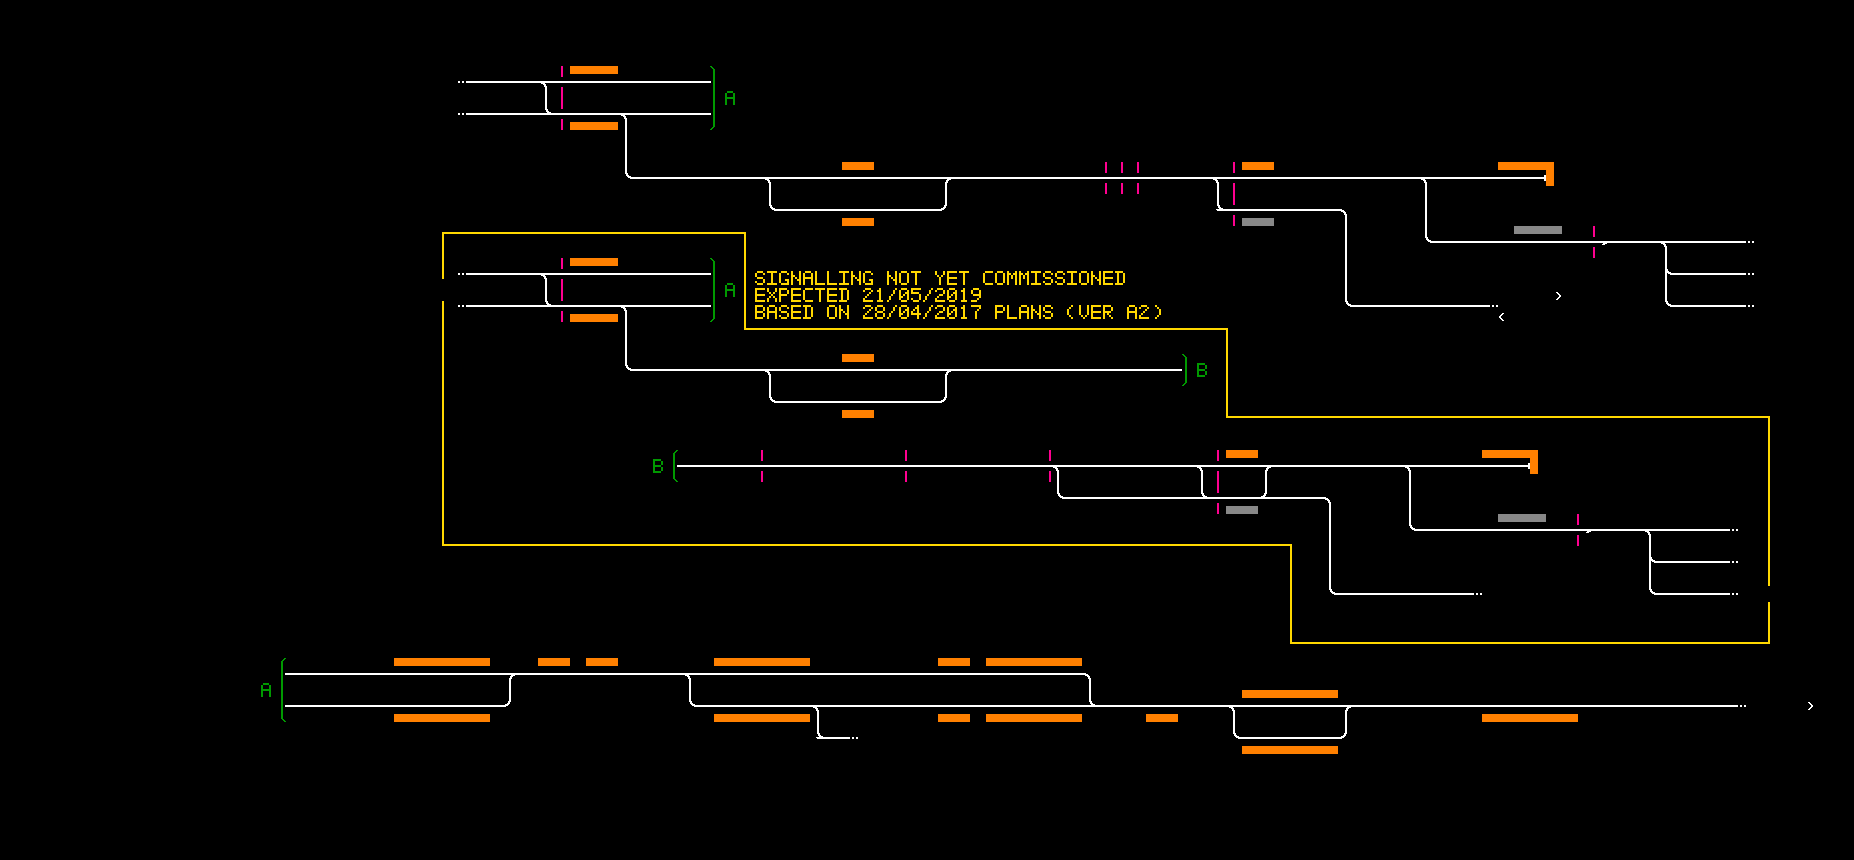 A
SIGNALLING NOT YET COMMISSIONED
EXPECTED 21/05/2019
A
BASED ON 28/04/2017 PLANS (VER A2)
B
B
A